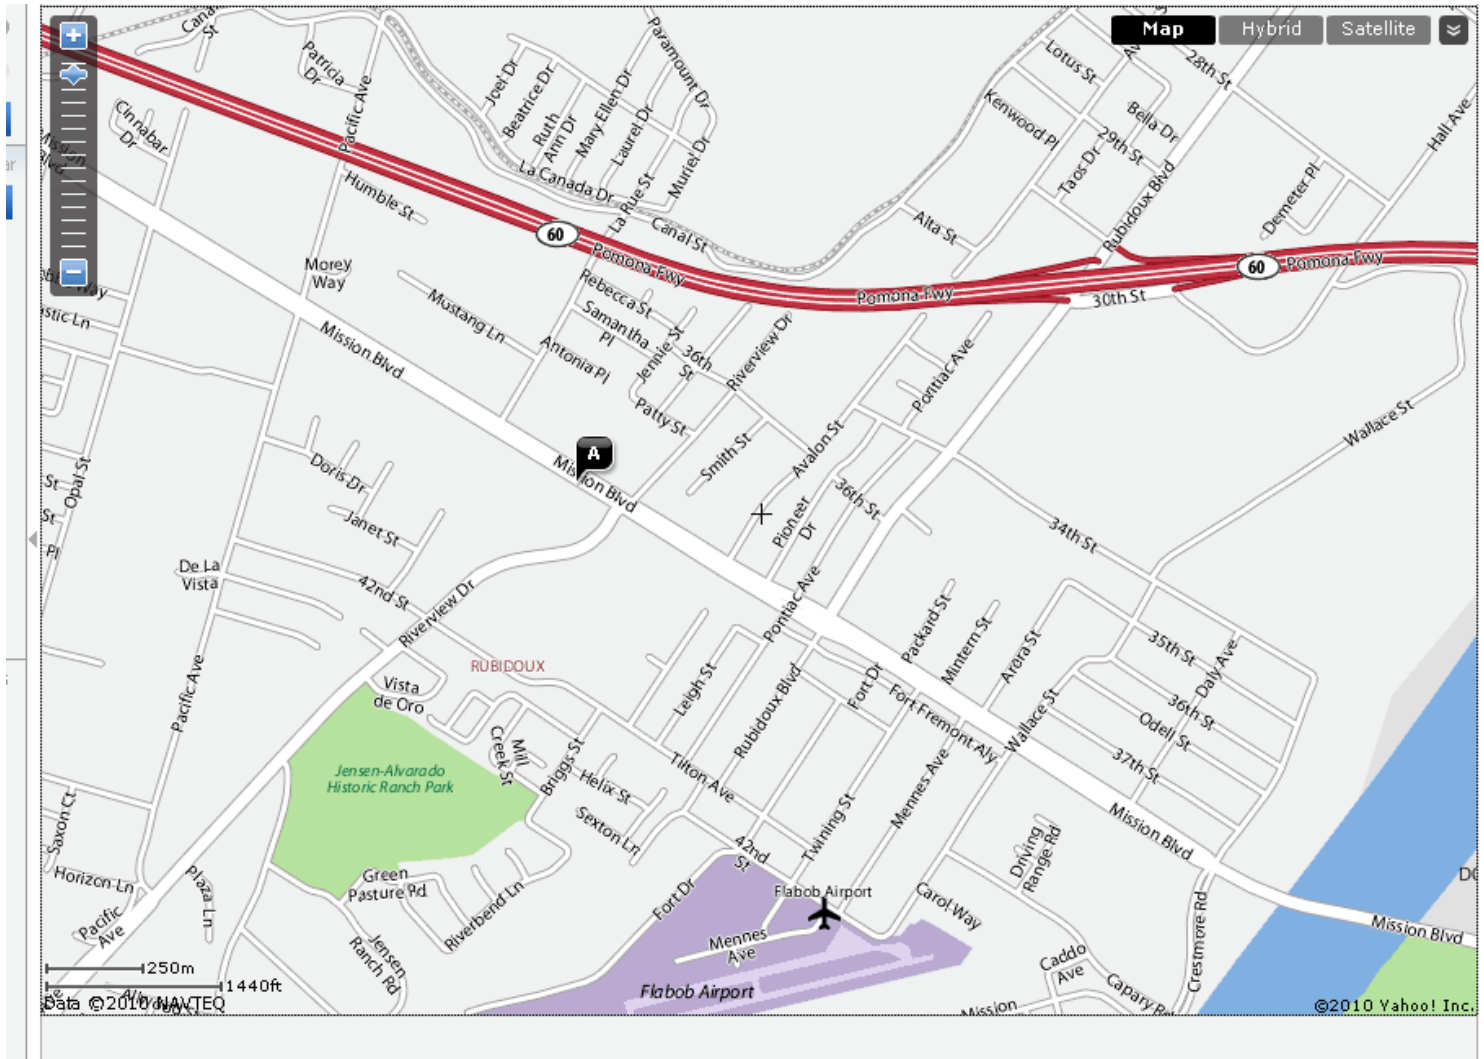 Map
Hybrid
Satellite
Cana
St
Patricia
Dr
Pacific Ave
Cinnabar
Dr
Humble St
Joel Dr
Beatrice Dr
Ruth
Ann Dr
Mary Ellen Dr
Laurel Dr
Paramount Dr
Muriel Dr
La Canada Dr
La Rue St
Canal St
Lotus St
28th St
Kenwood Pl
Bella Dr
29th St
Taos Dr
Rubidoux Blvd
Hall Ave
Demeter Pl
Alta St
60
Pomona Fwy
Pomona Fwy
60
Pomona Fwy
30th St
Morey
Way
Mustang Ln
Mission Blvd
Rebecca St
Samantha
Pl
Antonia Pl
Jennie St
36th
St
Riverview Dr
Patty St
Smith St
Avalon St
Pontiac Ave
Wallace St
A
Mission Blvd
Opal St
St
St
Pl
Doris Dr
Janet St
De La
Vista
42nd St
Riverview Dr
Pioneer
Dr
36th St
34th St
Pontiac Ave
Packard St
Mintern St
Arora St
35th St
Daly Ave
36th St
Odell St
37th St
RUBIDOUX
Vista
de Oro
Pacific Ave
Leigh St
Rubidoux Blvd
Fort Dr
Fort Fremont Aly
Wallace St
Mill
Creek St
Briggs St
Helix St
Sexton Ln
Tilton Ave
Jensen-Alvarado
Historic Ranch Park
Twining St
Mennes Ave
Mission Blvd
Driving
Range Rd
Saxon Ct
Horizon Ln
Plaza Ln
Pacific
Ave
Green
Pasture Rd
Riverbend Ln
Jensen
Ranch Rd
42nd
St
Fort Dr
Flabob Airport
Mennes
Ave
Carol Way
Flabob Airport
Caddo
Ave
Capary Rd
Crestmore Rd
Mission Blvd
Mission
250m
1440ft
Data ©2010 NAVTEQ
©2010 Yahoo! Inc.